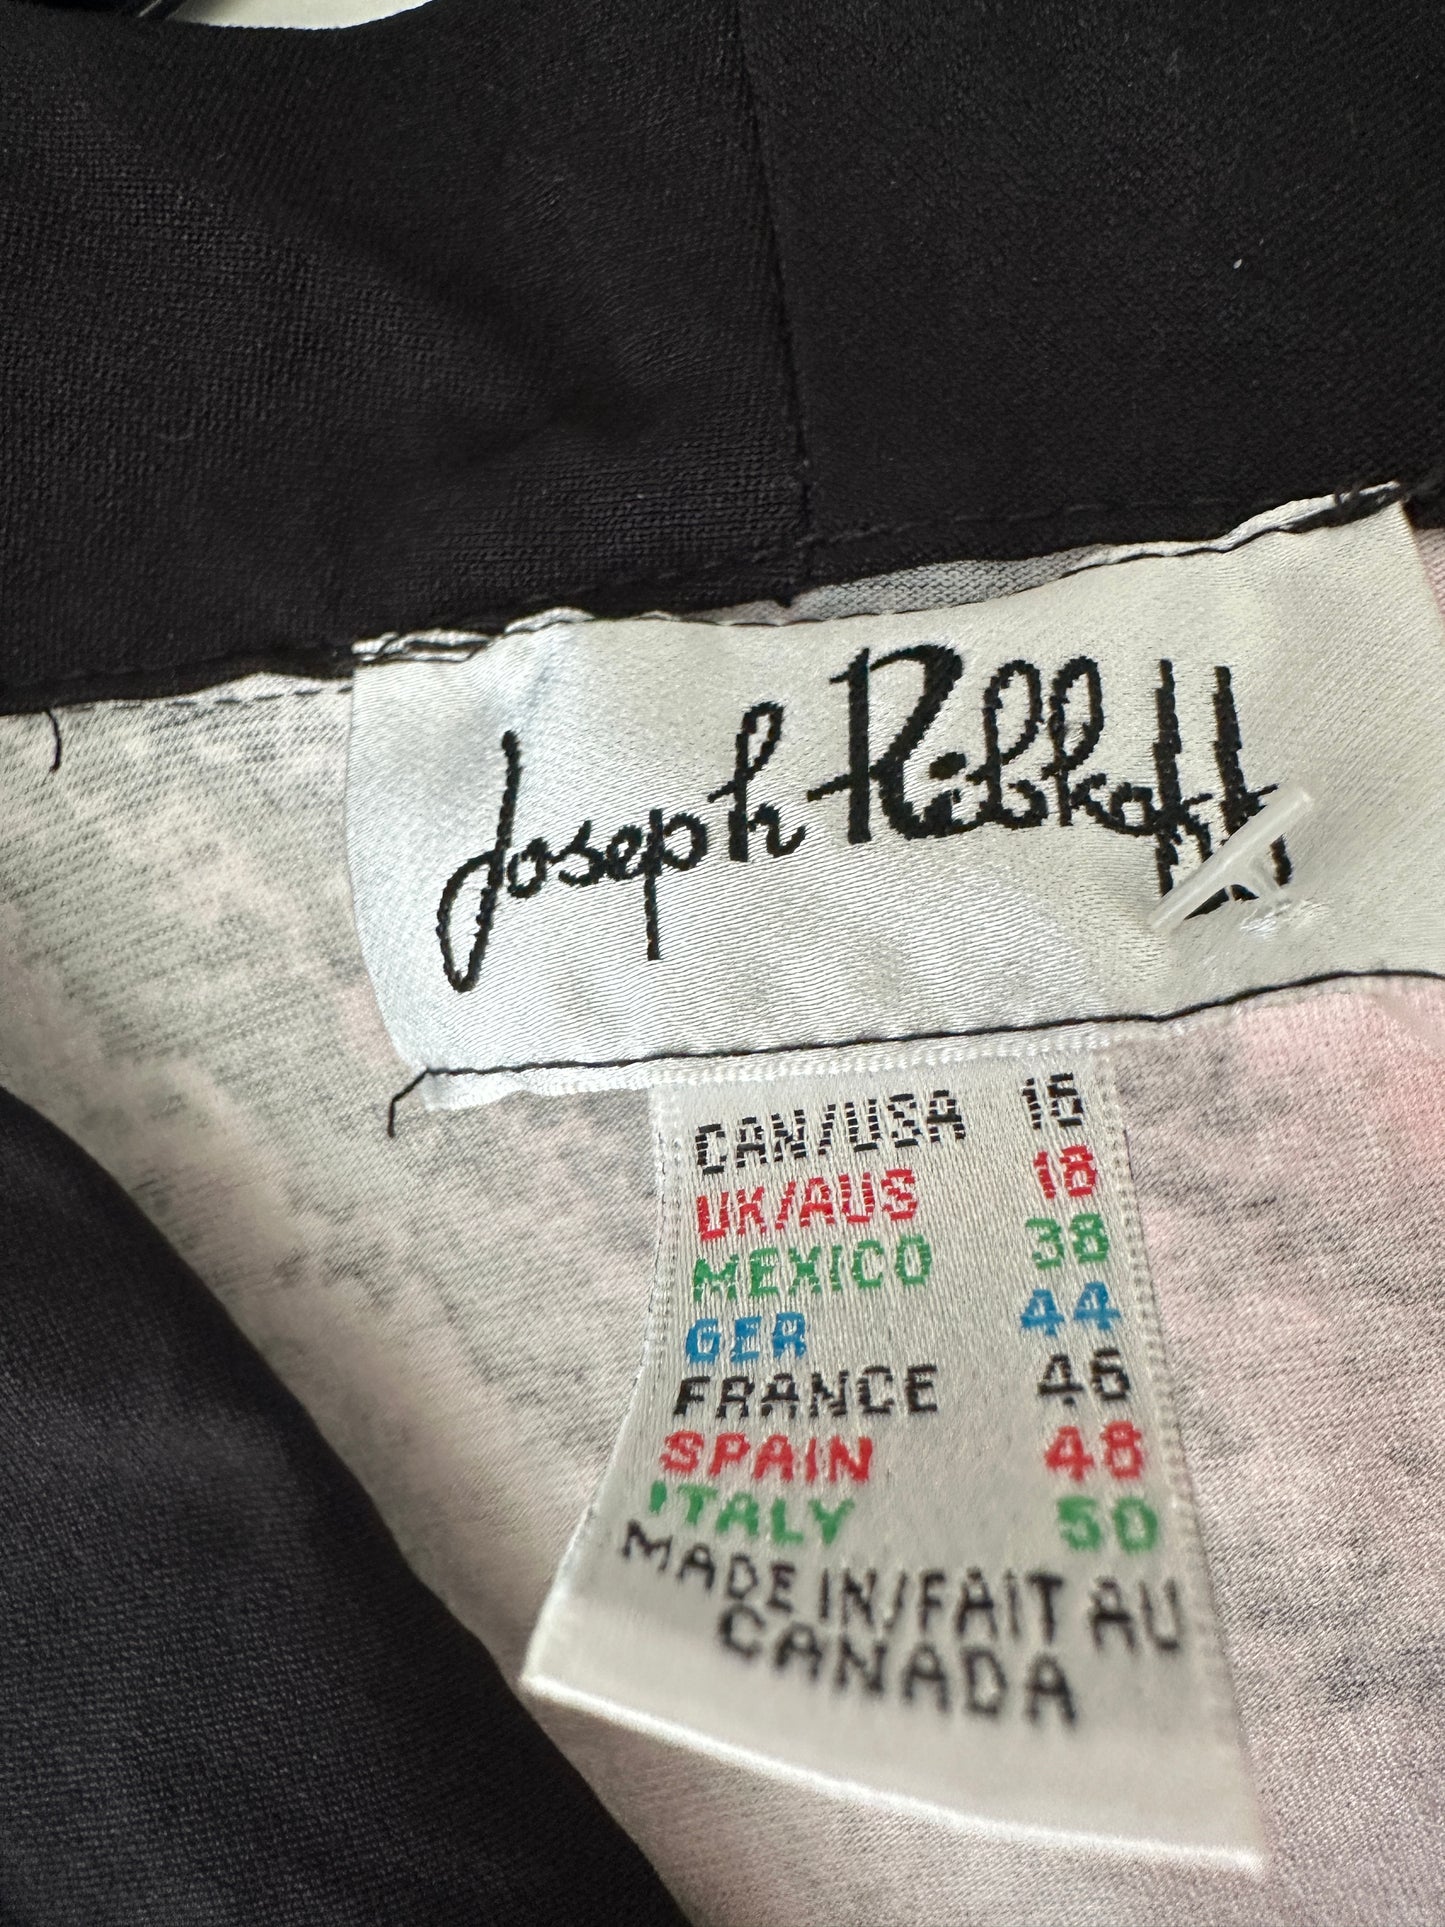 Joseph Ribkoff
CAN/USA 16
UK/AUS 18
MEXICO 38
GER 44
FRANCE 46
SPAIN 48
ITALY 50
MADE IN/FAIT AU
CANADA